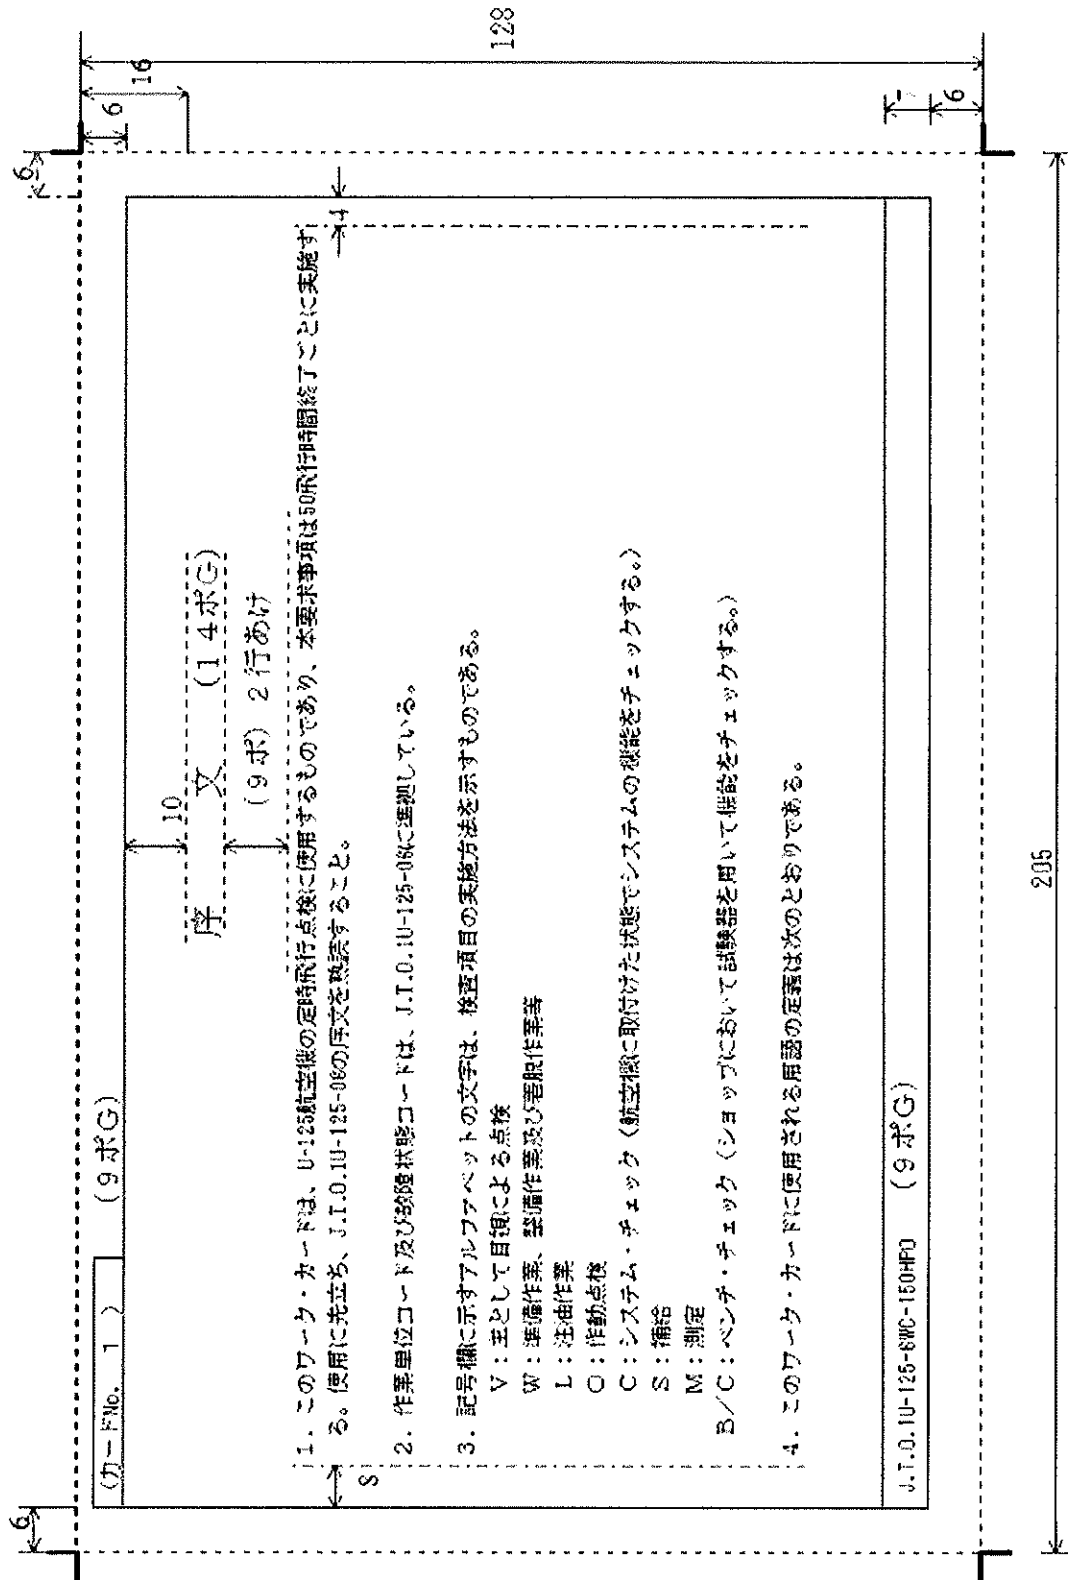 (カードNo. 1 ) (9ポG)
序 文 (14ポG)
(9ポ) 2行あけ
1. このワーク・カードは、U-125航空機の定時飛行点検に使用するものであり、本要求事項は50飛行時間終了ごとに実施す
る。使用に先立ち、J.T.O.1U-125-06の序文を熟読すること。
2. 作業単位コード及び故障状態コードは、J.T.O.1U-125-06に準拠している。
3. 記号欄に示すアルファベットの文字は、検査項目の実施方法を示すものである。
V:主として目視による点検
W:準備作業、整備作業及び着脱作業等
L:注油作業
O:作動点検
C:システム・チェック(航空機に取付けた状態でシステムの機能をチェックする。)
S:補給
M:測定
B/C:ベンチ・チェック(ショップにおいて試験器を用いて機能をチェックする。)
4. このワーク・カードに使用される用語の定義は次のとおりである。
J.T.O.1U-125-6WC-150HPO (9ポG)
6
6
6
16
128
10
4
7
6
205